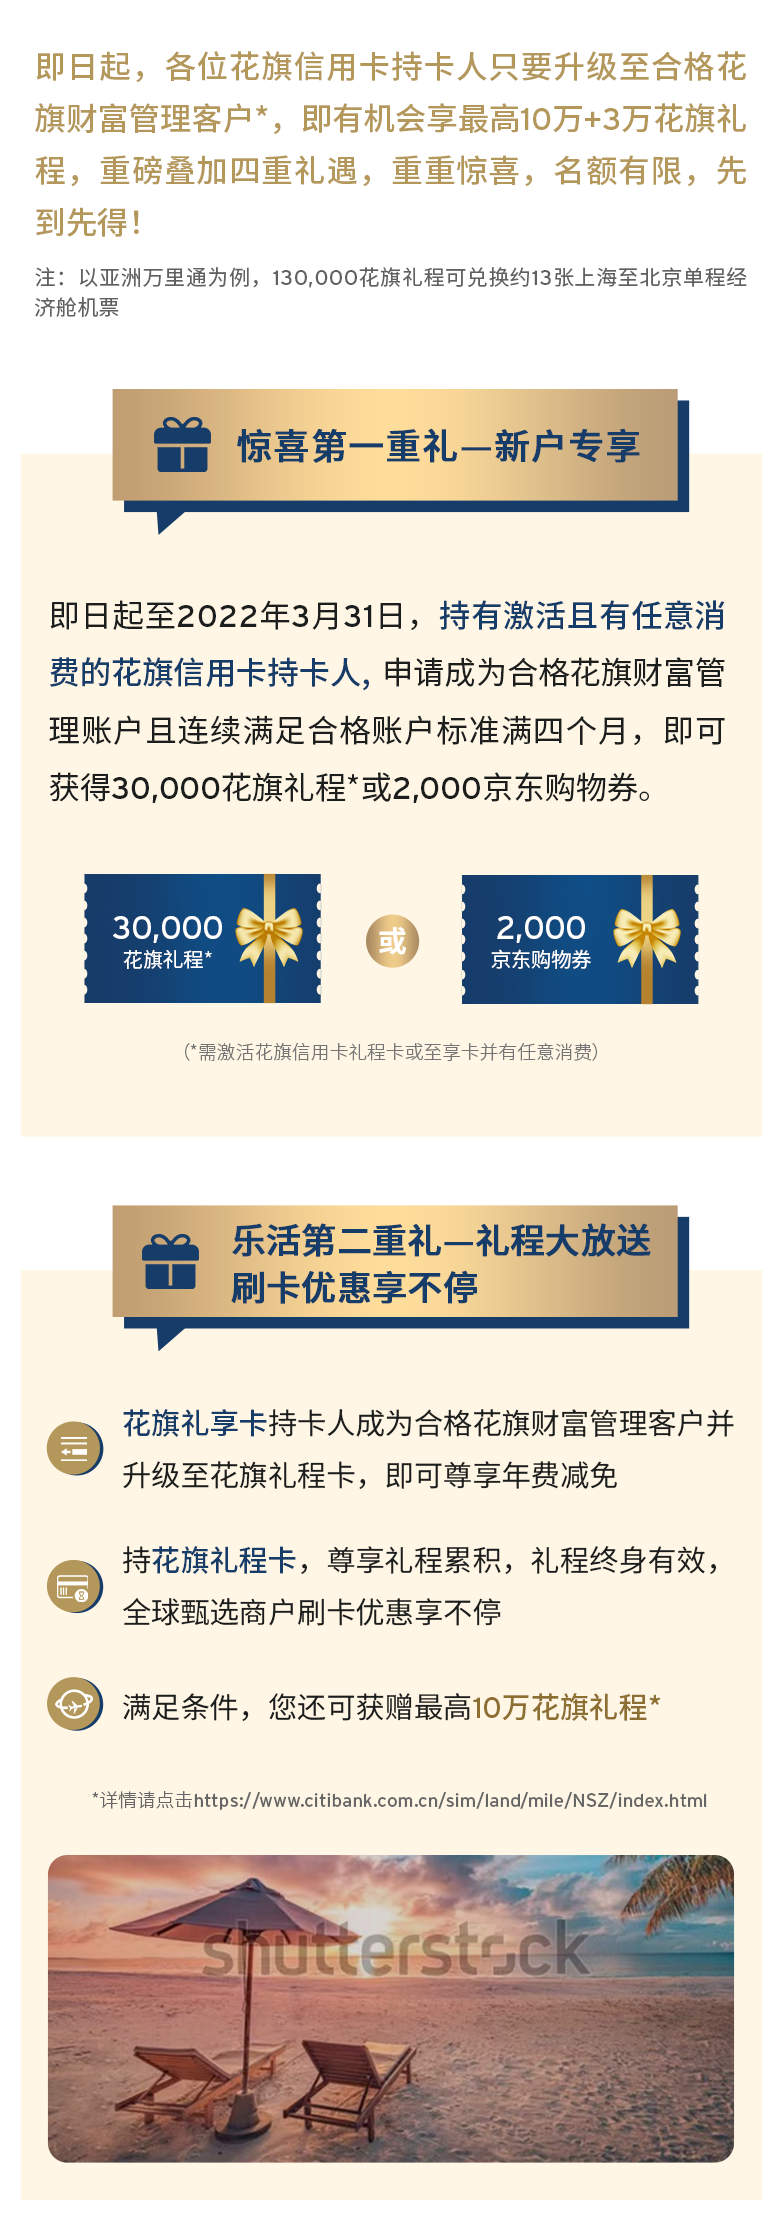 即日起，各位花旗信用卡持卡人只要升级至合格花
旗财富管理客户*，即有机会享最高10万+3万花旗礼
程，重磅叠加四重礼遇，重重惊喜，名额有限，先
到先得！
注：以亚洲万里通为例，130,000花旗礼程可兑换约13张上海至北京单程经
济舱机票
惊喜第一重礼—新户专享
即日起至2022年3月31日，持有激活且有任意消
费的花旗信用卡持卡人, 申请成为合格花旗财富管
理账户且连续满足合格账户标准满四个月，即可
获得30,000花旗礼程*或2,000京东购物券。
30,000
花旗礼程*
或
2,000
京东购物券
（*需激活花旗信用卡礼程卡或至享卡并有任意消费）
乐活第二重礼—礼程大放送
刷卡优惠享不停
花旗礼享卡持卡人成为合格花旗财富管理客户并
升级至花旗礼程卡，即可尊享年费减免
持花旗礼程卡，尊享礼程累积，礼程终身有效，
全球甄选商户刷卡优惠享不停
满足条件，您还可获赠最高10万花旗礼程*
*详情请点击https://www.citibank.com.cn/sim/land/mile/NSZ/index.html
shutterstock